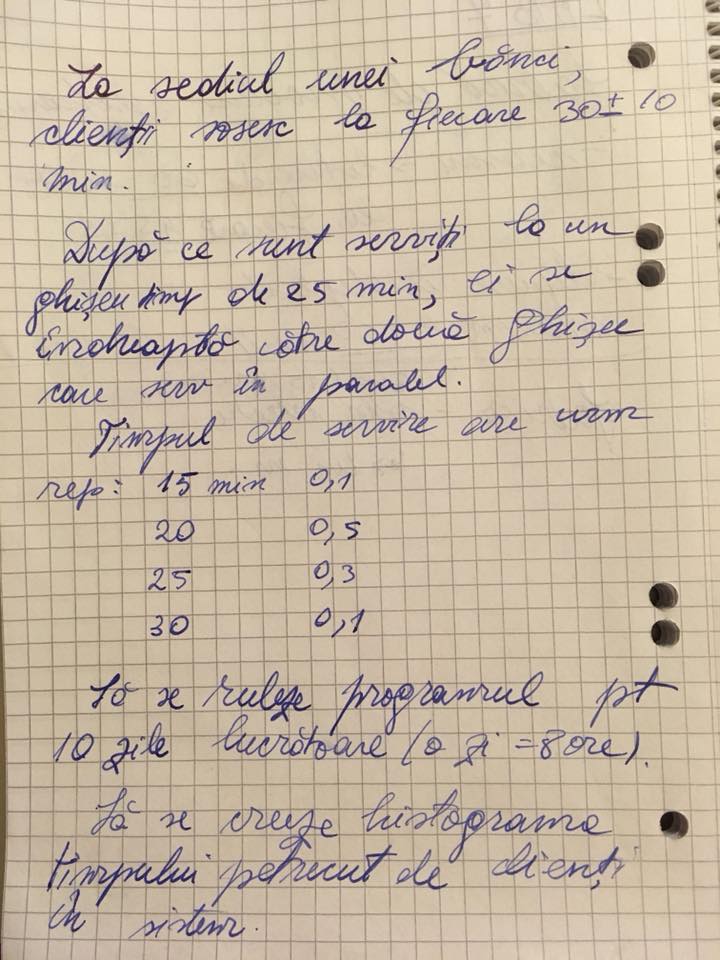 La sediul unei bănci,
clienții sosesc la fiecare 30 ± 10
min.
După ce sunt serviți la un
ghișeu timp de 25 min, ei se
îndreaptă către două ghișee
care serv în paralel.
Timpul de servire are urm
rep: 15 min 0,1
20 0,5
25 0,3
30 0,1
Să se ruleze programul pt
10 zile lucrătoare (o zi = 8 ore).
Să se creeze histograma
timpului petrecut de clienți
în sistem.